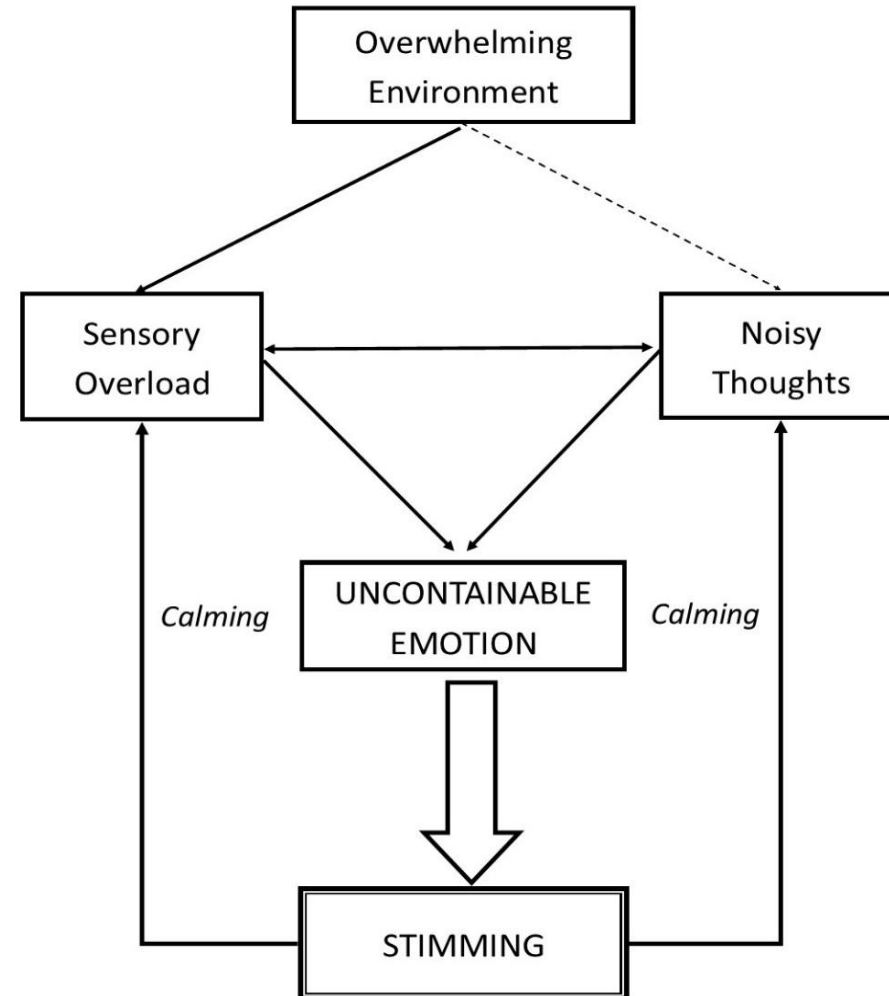 Overwhelming
Environment
Sensory
Overload
Noisy
Thoughts
UNCONTAINABLE
EMOTION
Calming
Calming
STIMMING